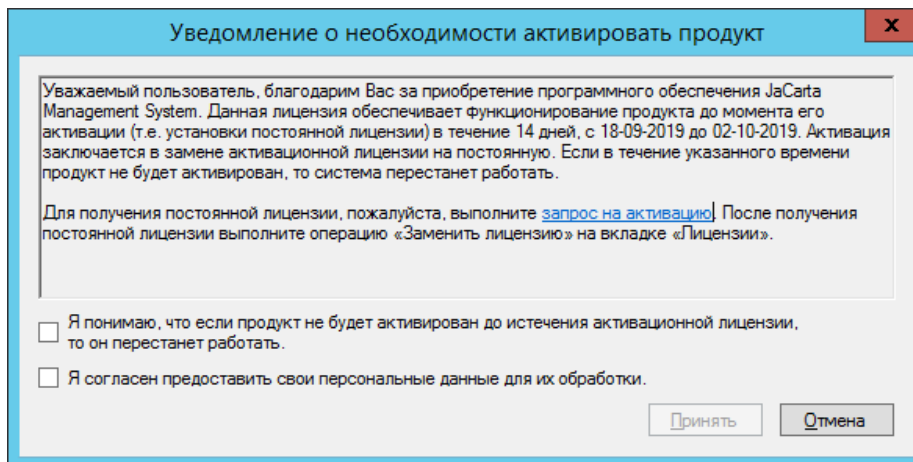 Уведомление о необходимости активировать продукт
x
Уважаемый пользователь, благодарим Вас за приобретение программного обеспечения JaCarta
Management System. Данная лицензия обеспечивает функционирование продукта до момента его
активации (т.е. установки постоянной лицензии) в течение 14 дней, с 18-09-2019 до 02-10-2019. Активация
заключается в замене активационной лицензии на постоянную. Если в течение указанного времени
продукт не будет активирован, то система перестанет работать.
Для получения постоянной лицензии, пожалуйста, выполните запрос на активацию. После получения
постоянной лицензии выполните операцию «Заменить лицензию» на вкладке «Лицензии».
Я понимаю, что если продукт не будет активирован до истечения активационной лицензии,
то он перестанет работать.
Я согласен предоставить свои персональные данные для их обработки.
Принять Отмена